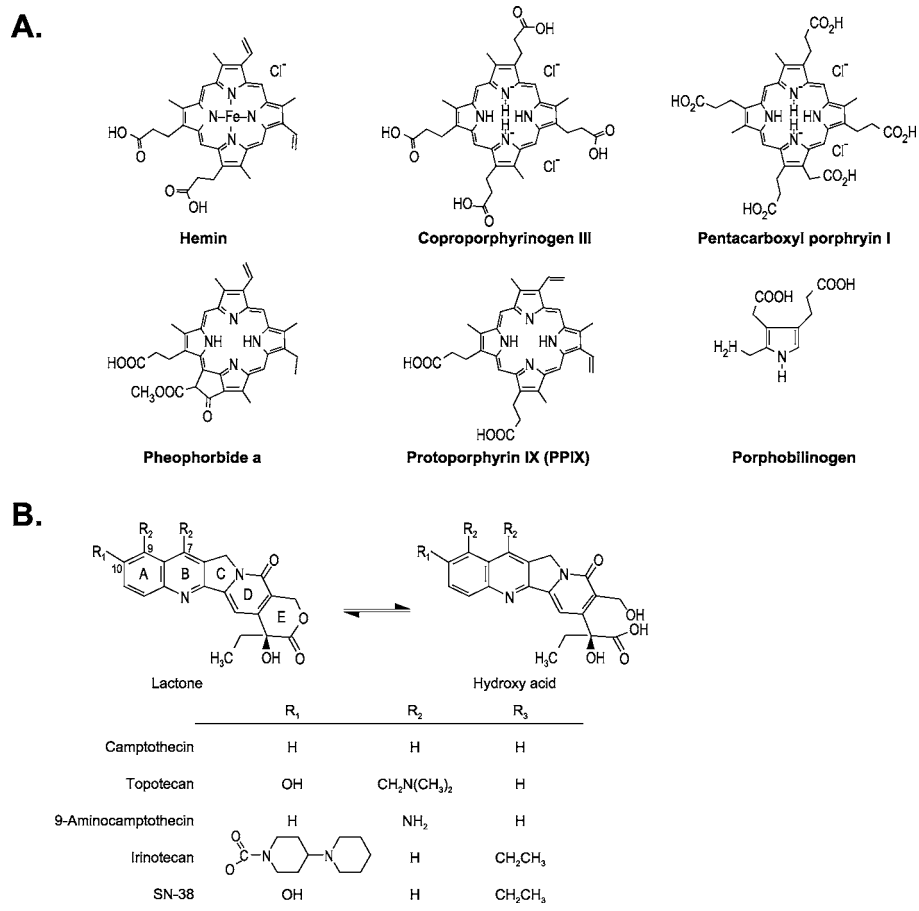 A.
Cl⁻
N
N Fe N
N
HO
O
O
OH
Hemin
O
OH
Cl⁻
N⁻
H
NH HN
H
N⁻
HO
O
O
OH
Cl⁻
HO
O
Coproporphyrinogen III
CO₂H
Cl⁻
HO₂C
N⁻
H
NH HN
H
N⁻
CO₂H
Cl⁻
CO₂H
HO₂C
Pentacarboxyl porphryin I
N
NH HN
N
HOOC
CH₃OOC
O
Pheophorbide a
N
NH HN
N
HOOC
HOOC
Protoporphyrin IX (PPIX)
COOH
COOH
H₂N
N
H
Porphobilinogen
B.
R₂ R₂
R₁ 9 7
10 A B C N O
N D
E O
H₃C OH O
Lactone
R₂ R₂
R₁ 9 7
10 N O
N
OH
OH
H₃C OH O
Hydroxy acid
R₁ R₂ R₃
Camptothecin H H H
Topotecan OH CH₂N(CH₃)₂ H
9-Aminocamptothecin H NH₂ H
Irinotecan O C O N N H CH₂CH₃
SN-38 OH H CH₂CH₃